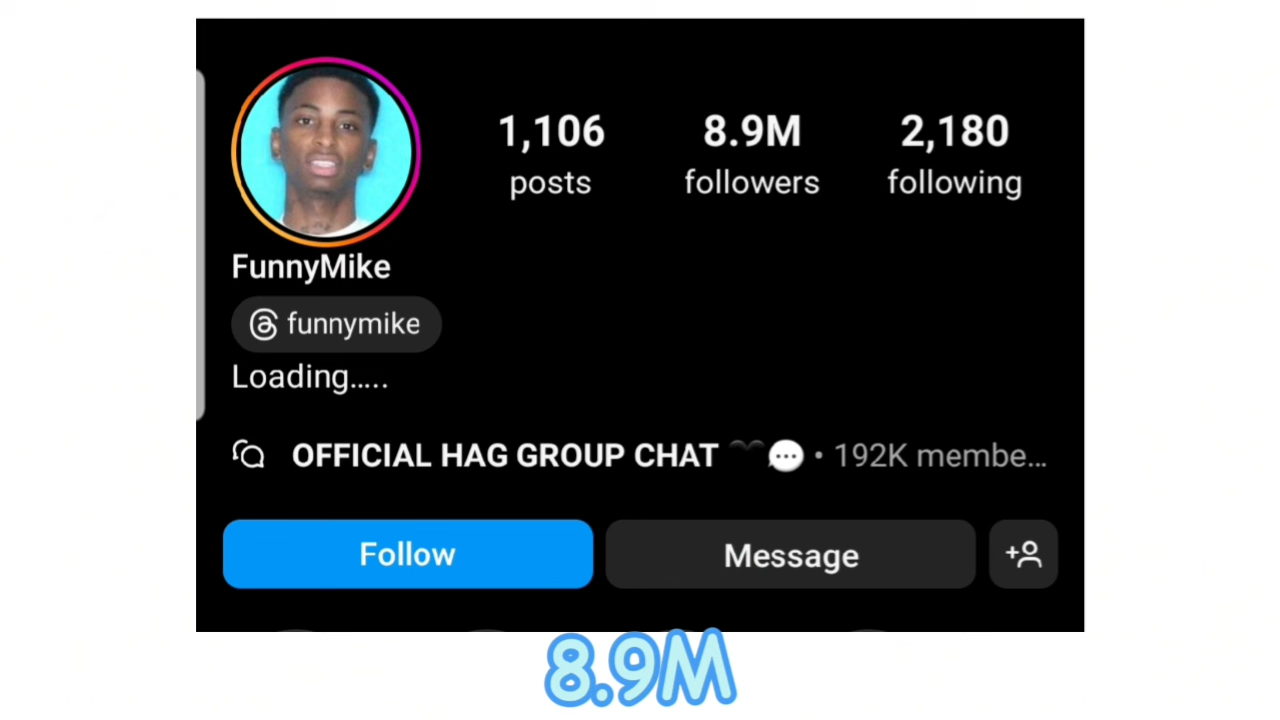 1,106 8.9M 2,180
posts followers following
FunnyMike
funnymike
Loading.....
OFFICIAL HAG GROUP CHAT 💬 • 192K membe...
Follow Message
8.9M